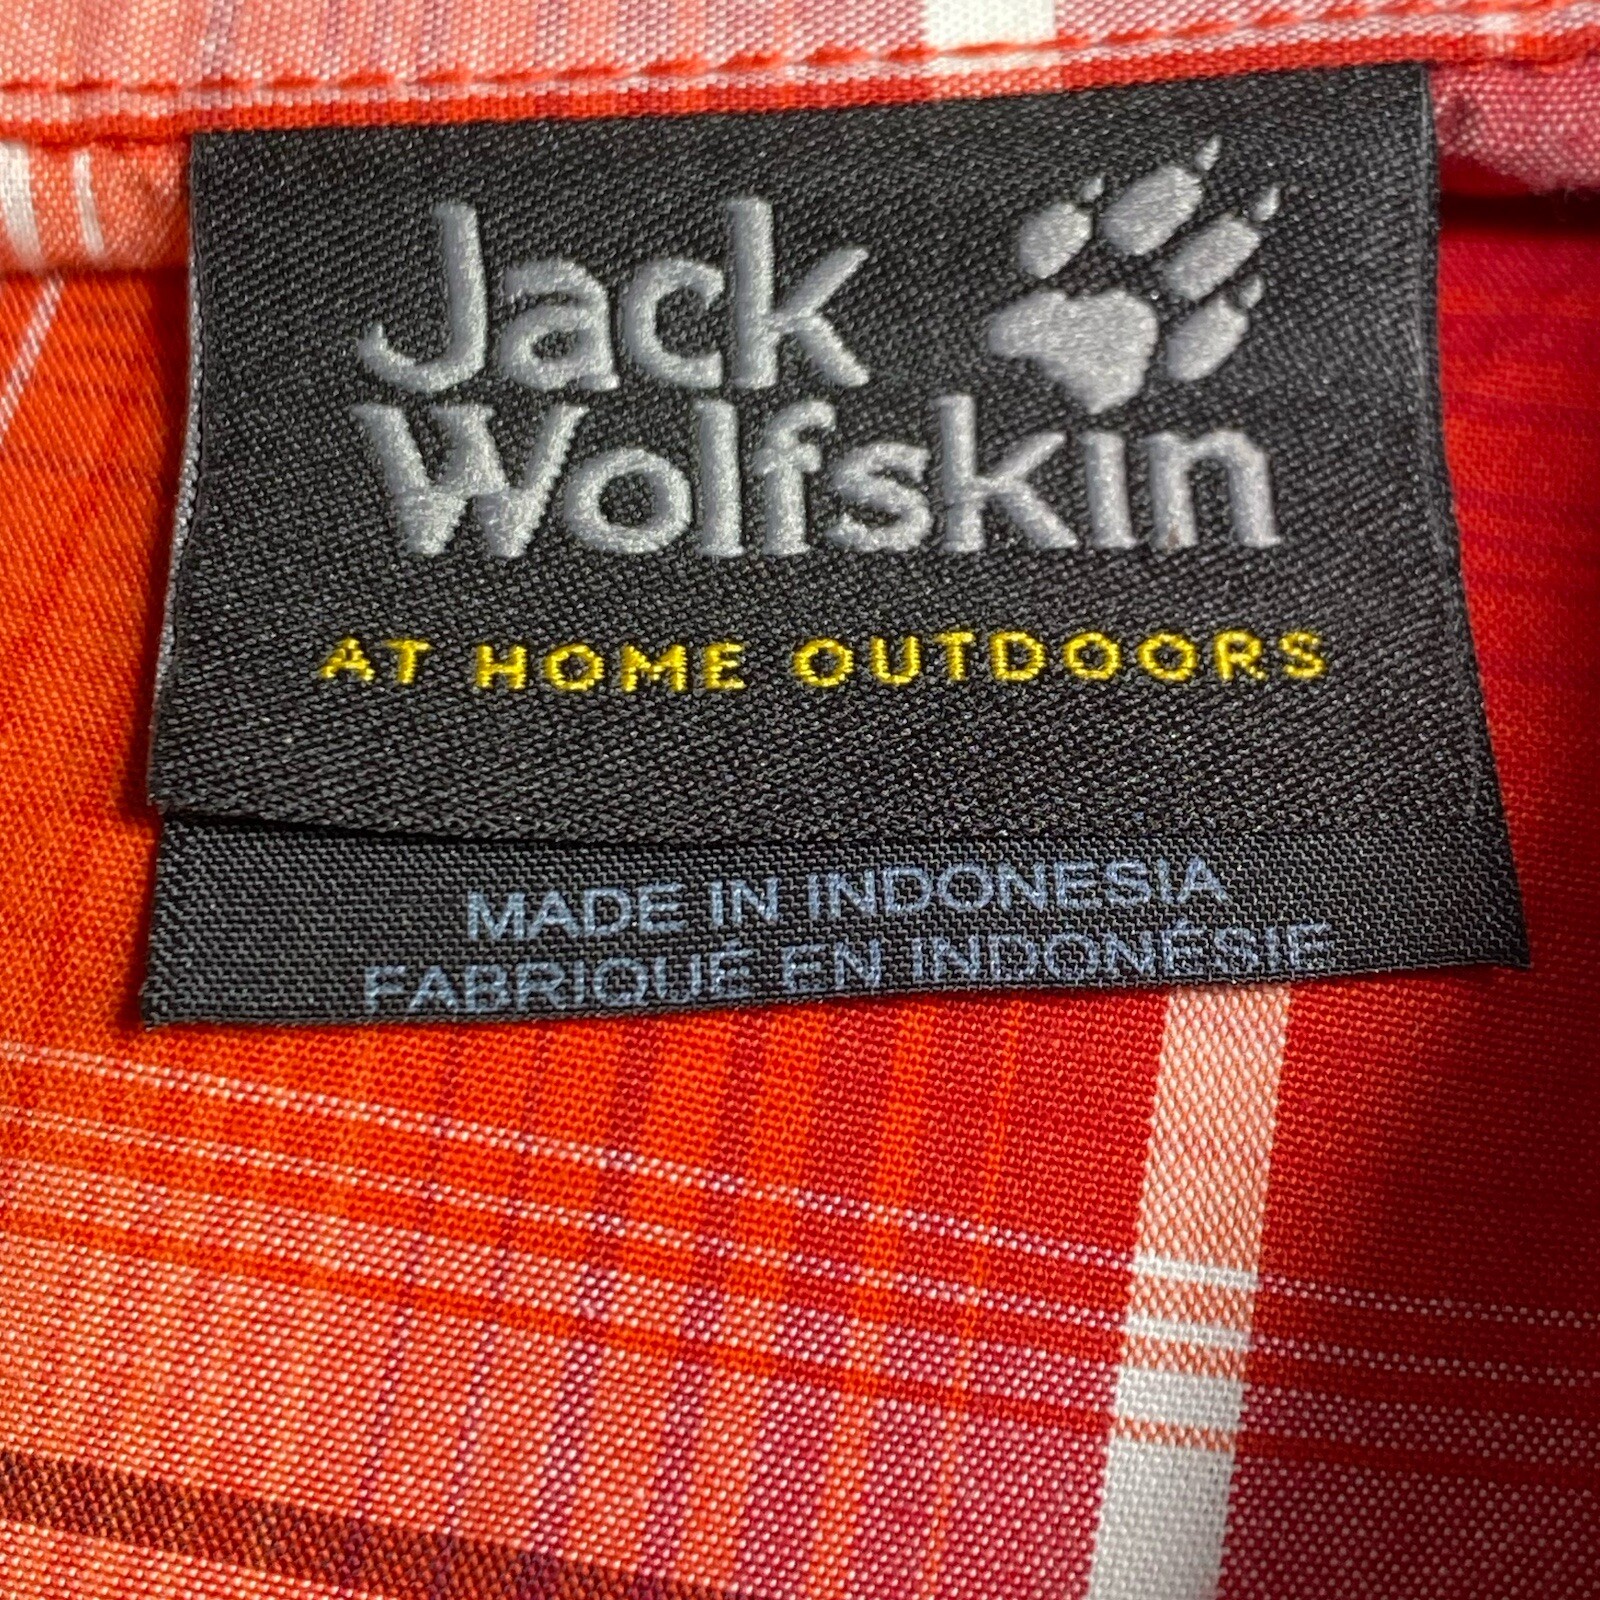 Jack
Wolfskin
AT HOME OUTDOORS
MADE IN INDONESIA
FABRIQUÉ EN INDONÉSIE